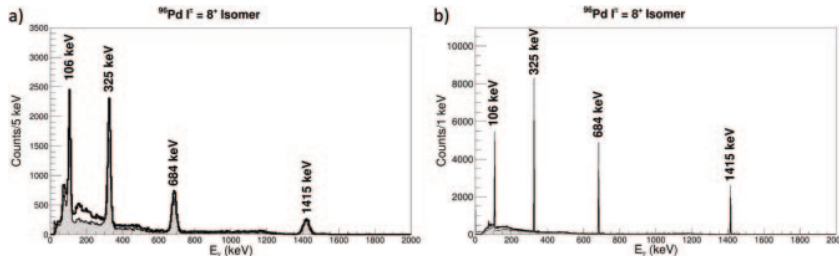 a)
⁹⁶Pd Iᵖ = 8⁺ Isomer
Counts/5 keV
3500
3000
2500
2000
1500
1000
500
0
106 keV
325 keV
684 keV
1415 keV
0 200 400 600 800 1000 1200 1400 1600 1800 2000
Eᵧ (keV)
b)
⁹⁶Pd Iᵖ = 8⁺ Isomer
Counts/1 keV
10000
8000
6000
4000
2000
0
106 keV
325 keV
684 keV
1415 keV
0 200 400 600 800 1000 1200 1400 1600 1800 2000
Eᵧ (keV)